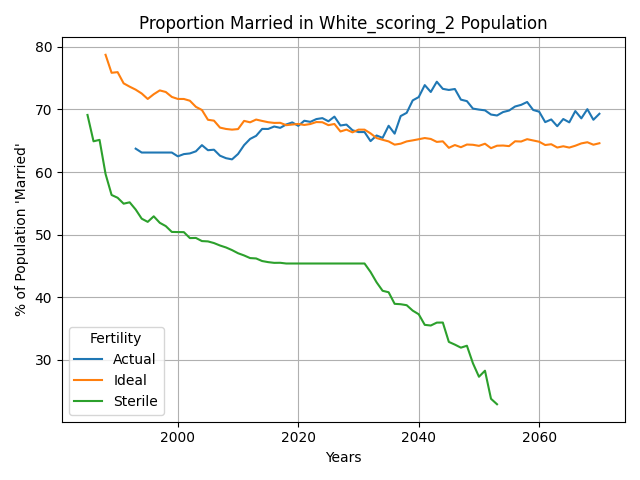 Proportion Married in White_scoring_2 Population
% of Population 'Married'
80
70
60
50
40
30
Fertility
Actual
Ideal
Sterile
2000
2020
2040
2060
Years